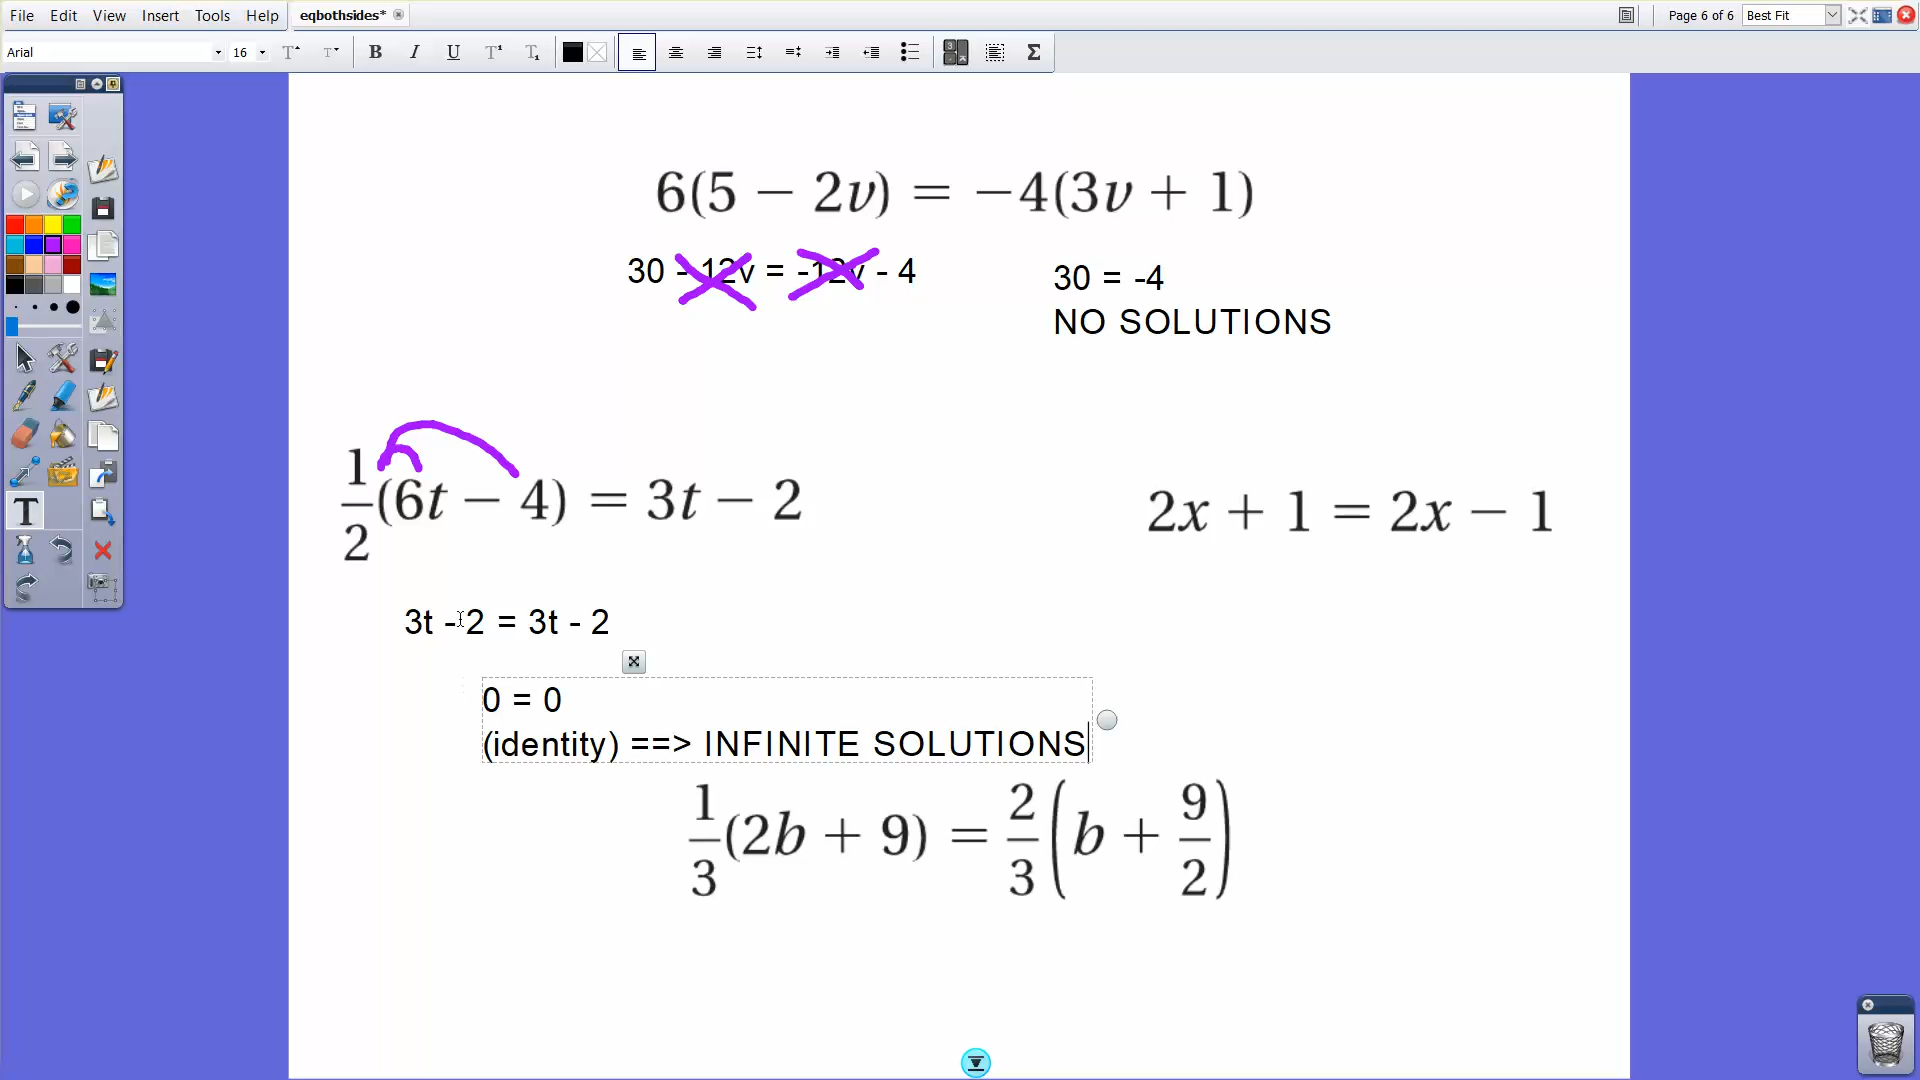 File Edit View Insert Tools Help eqbothsides* Page 6 of 6 Best Fit
Arial 16 B I U T T Σ
6(5 − 2v) = −4(3v + 1)
30 - 12v = -12v - 4
30 = -4
NO SOLUTIONS
1/2(6t − 4) = 3t − 2
2x + 1 = 2x − 1
3t - 2 = 3t - 2
0 = 0
(identity) ==> INFINITE SOLUTIONS
1/3(2b + 9) = 2/3(b + 9/2)